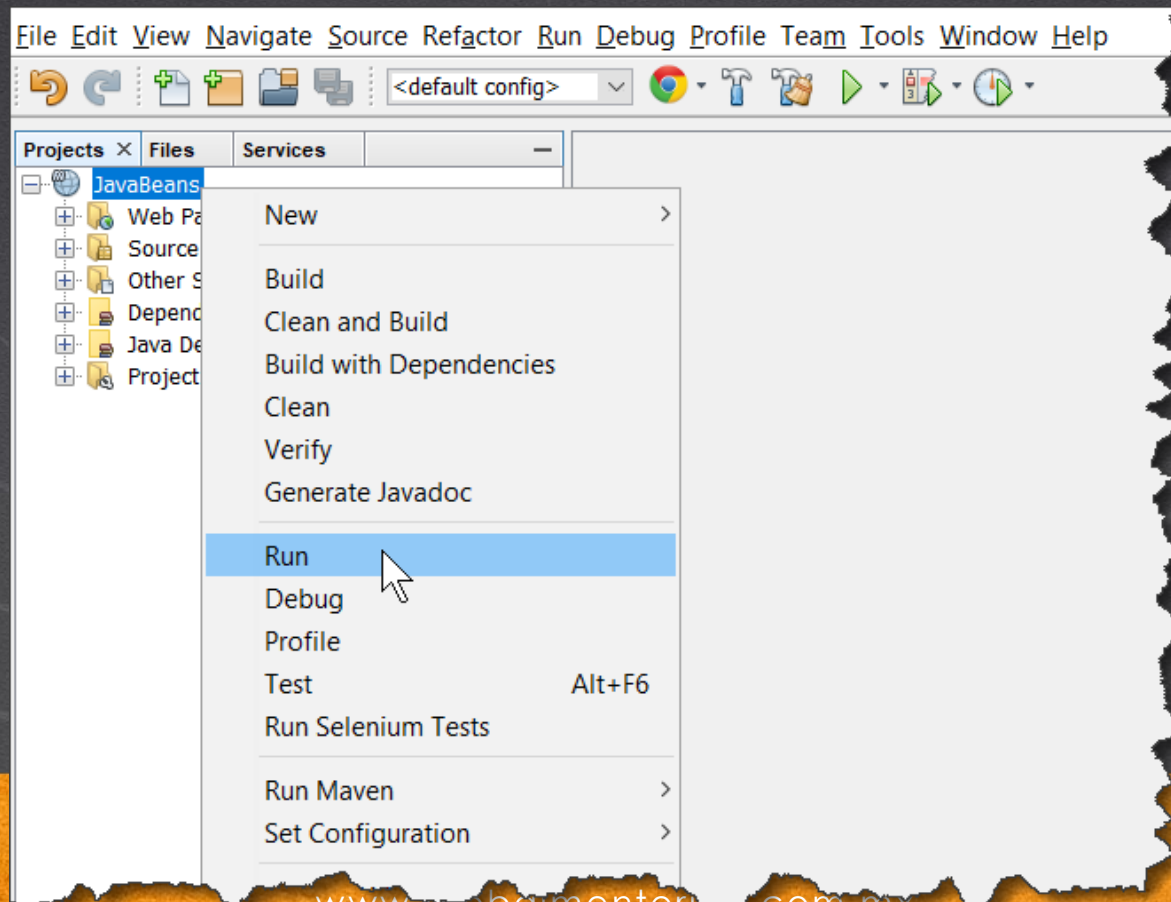 File Edit View Navigate Source Refactor Run Debug Profile Team Tools Window Help
<default config>
Projects Files Services
JavaBeans
Web Pa
Source
Other S
Depend
Java De
Project
New
Build
Clean and Build
Build with Dependencies
Clean
Verify
Generate Javadoc
Run
Debug
Profile
Test Alt+F6
Run Selenium Tests
Run Maven
Set Configuration